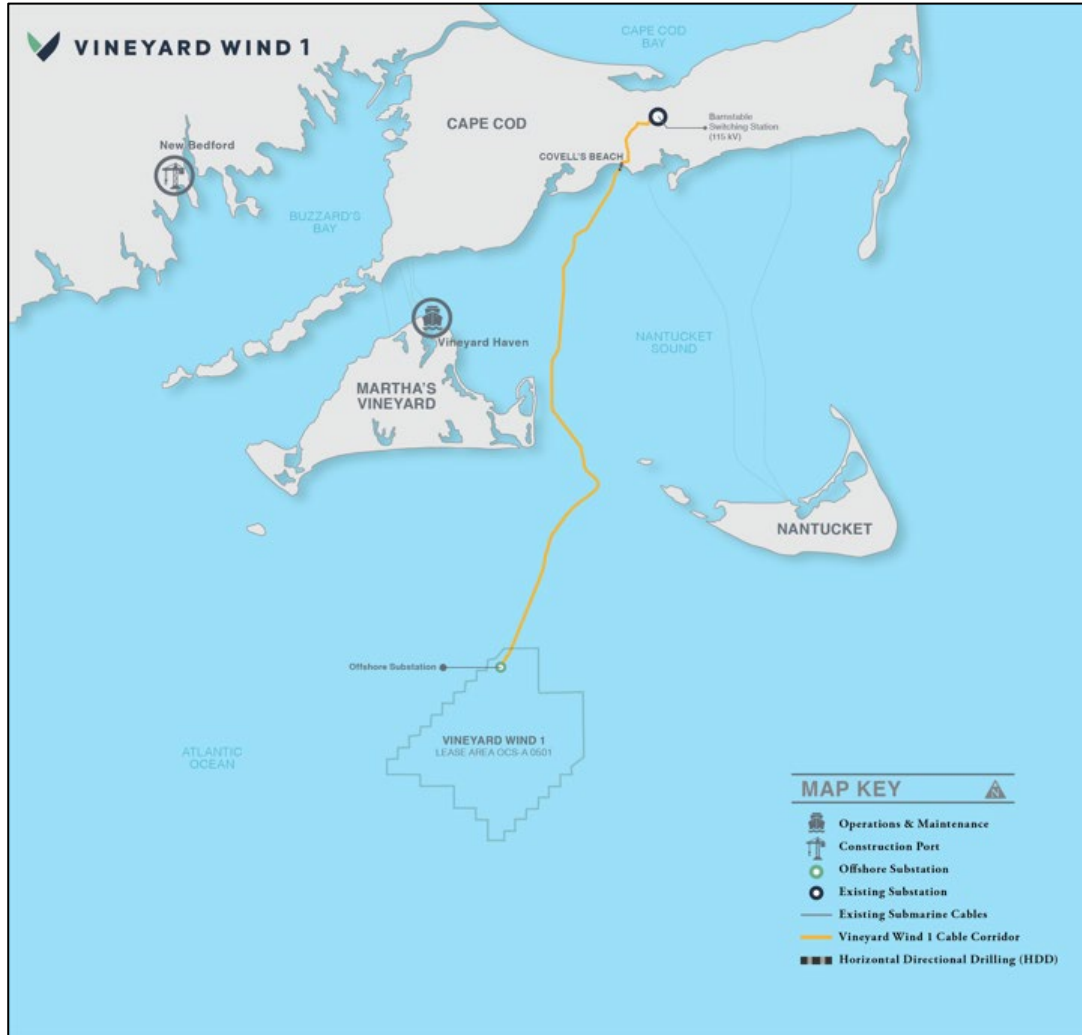 VINEYARD WIND 1
CAPE COD
BAY
CAPE COD
Barnstable
Switching Station
(115 kV)
New Bedford
COVELL'S BEACH
BUZZARD'S
BAY
Vineyard Haven
NANTUCKET
SOUND
MARTHA'S
VINEYARD
NANTUCKET
Offshore Substation
VINEYARD WIND 1
LEASE AREA OCS-A 0501
ATLANTIC
OCEAN
MAP KEY
N
Operations & Maintenance
Construction Port
Offshore Substation
Existing Substation
Existing Submarine Cables
Vineyard Wind 1 Cable Corridor
Horizontal Directional Drilling (HDD)